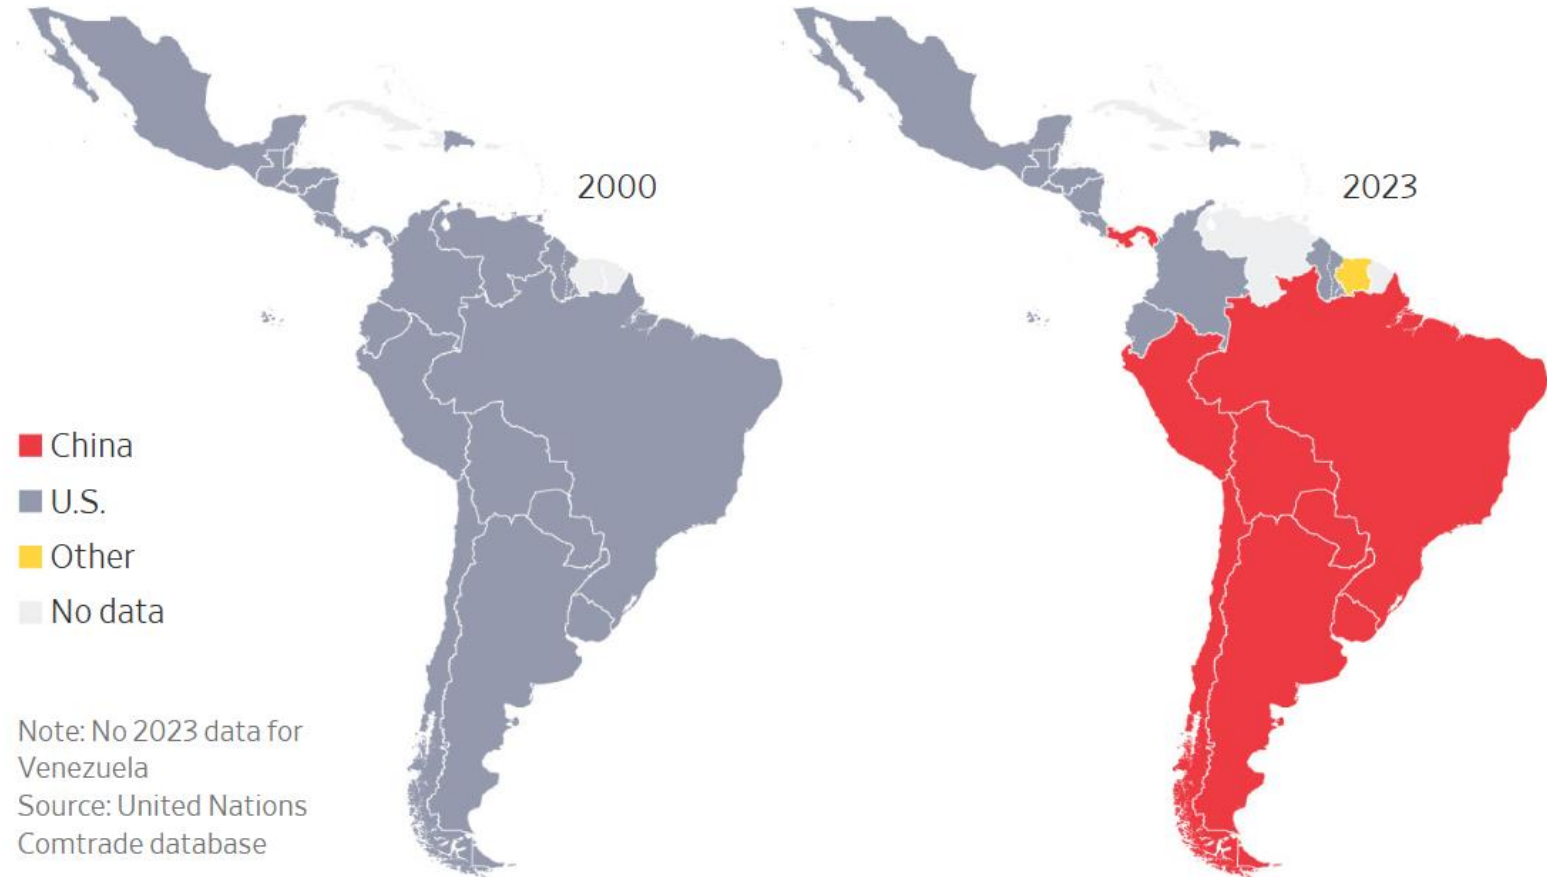 2000
2023
China
U.S.
Other
No data
Note: No 2023 data for
Venezuela
Source: United Nations
Comtrade database